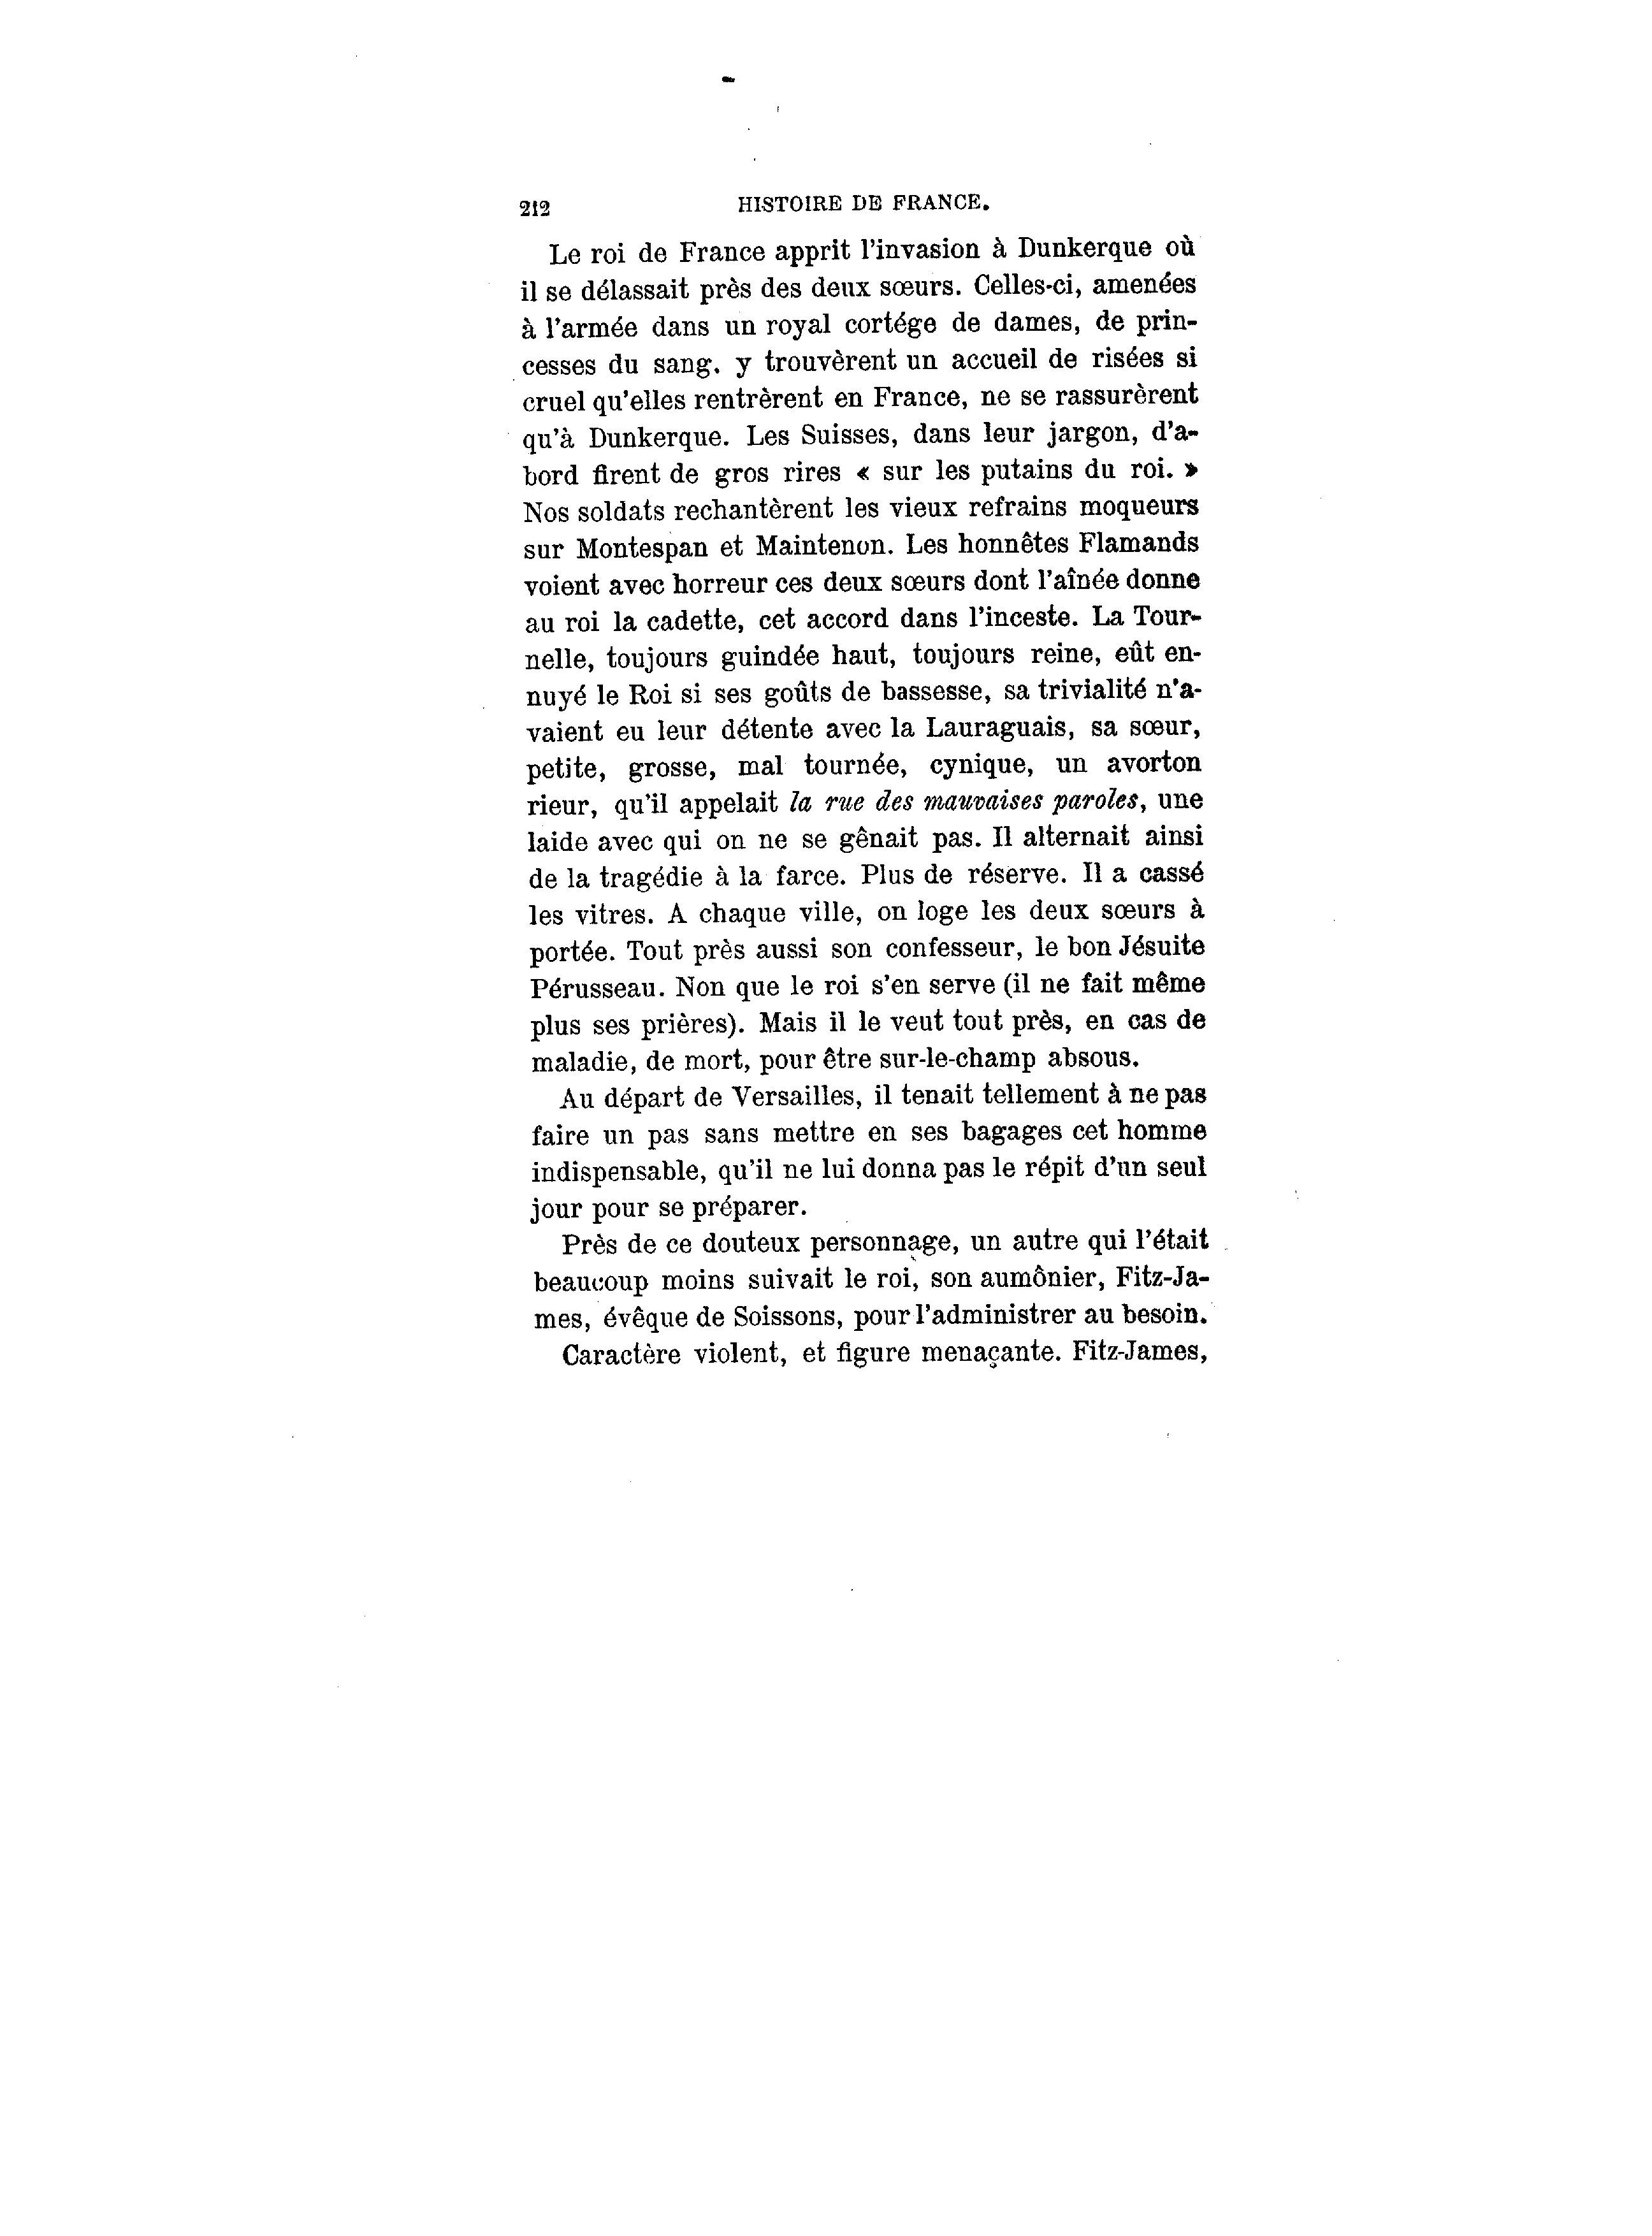 212 HISTOIRE DE FRANCE.
Le roi de France apprit l'invasion à Dunkerque où
il se délassait près des deux sœurs. Celles-ci, amenées
à l'armée dans un royal cortége de dames, de prin-
cesses du sang. y trouvèrent un accueil de risées si
cruel qu'elles rentrèrent en France, ne se rassurèrent
qu'à Dunkerque. Les Suisses, dans leur jargon, d'a-
bord firent de gros rires « sur les putains du roi. »
Nos soldats rechantèrent les vieux refrains moqueurs
sur Montespan et Maintenon. Les honnêtes Flamands
voient avec horreur ces deux sœurs dont l'aînée donne
au roi la cadette, cet accord dans l'inceste. La Tour-
nelle, toujours guindée haut, toujours reine, eût en-
nuyé le Roi si ses goûts de bassesse, sa trivialité n'a-
vaient eu leur détente avec la Lauraguais, sa sœur,
petite, grosse, mal tournée, cynique, un avorton
rieur, qu'il appelait la rue des mauvaises paroles, une
laide avec qui on ne se gênait pas. Il alternait ainsi
de la tragédie à la farce. Plus de réserve. Il a cassé
les vitres. A chaque ville, on loge les deux sœurs à
portée. Tout près aussi son confesseur, le bon Jésuite
Pérusseau. Non que le roi s'en serve (il ne fait même
plus ses prières). Mais il le veut tout près, en cas de
maladie, de mort, pour être sur-le-champ absous.
Au départ de Versailles, il tenait tellement à ne pas
faire un pas sans mettre en ses bagages cet homme
indispensable, qu'il ne lui donna pas le répit d'un seul
jour pour se préparer.
Près de ce douteux personnage, un autre qui l'était
beaucoup moins suivait le roi, son aumônier, Fitz-Ja-
mes, évêque de Soissons, pour l'administrer au besoin.
Caractère violent, et figure menaçante. Fitz-James,